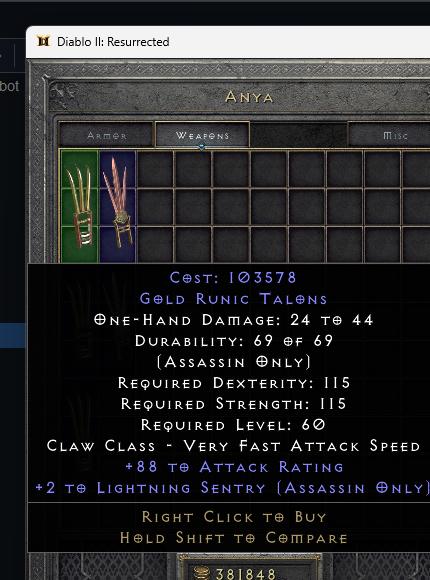 bot
Diablo II: Resurrected
Anya
Armor
Weapons
Misc
Cost: 103578
Gold Runic Talons
One-Hand Damage: 24 to 44
Durability: 69 of 69
(Assassin Only)
Required Dexterity: 115
Required Strength: 115
Required Level: 60
Claw Class - Very Fast Attack Speed
+88 to Attack Rating
+2 to Lightning Sentry (Assassin Only)
Right Click to Buy
Hold Shift to Compare
381848